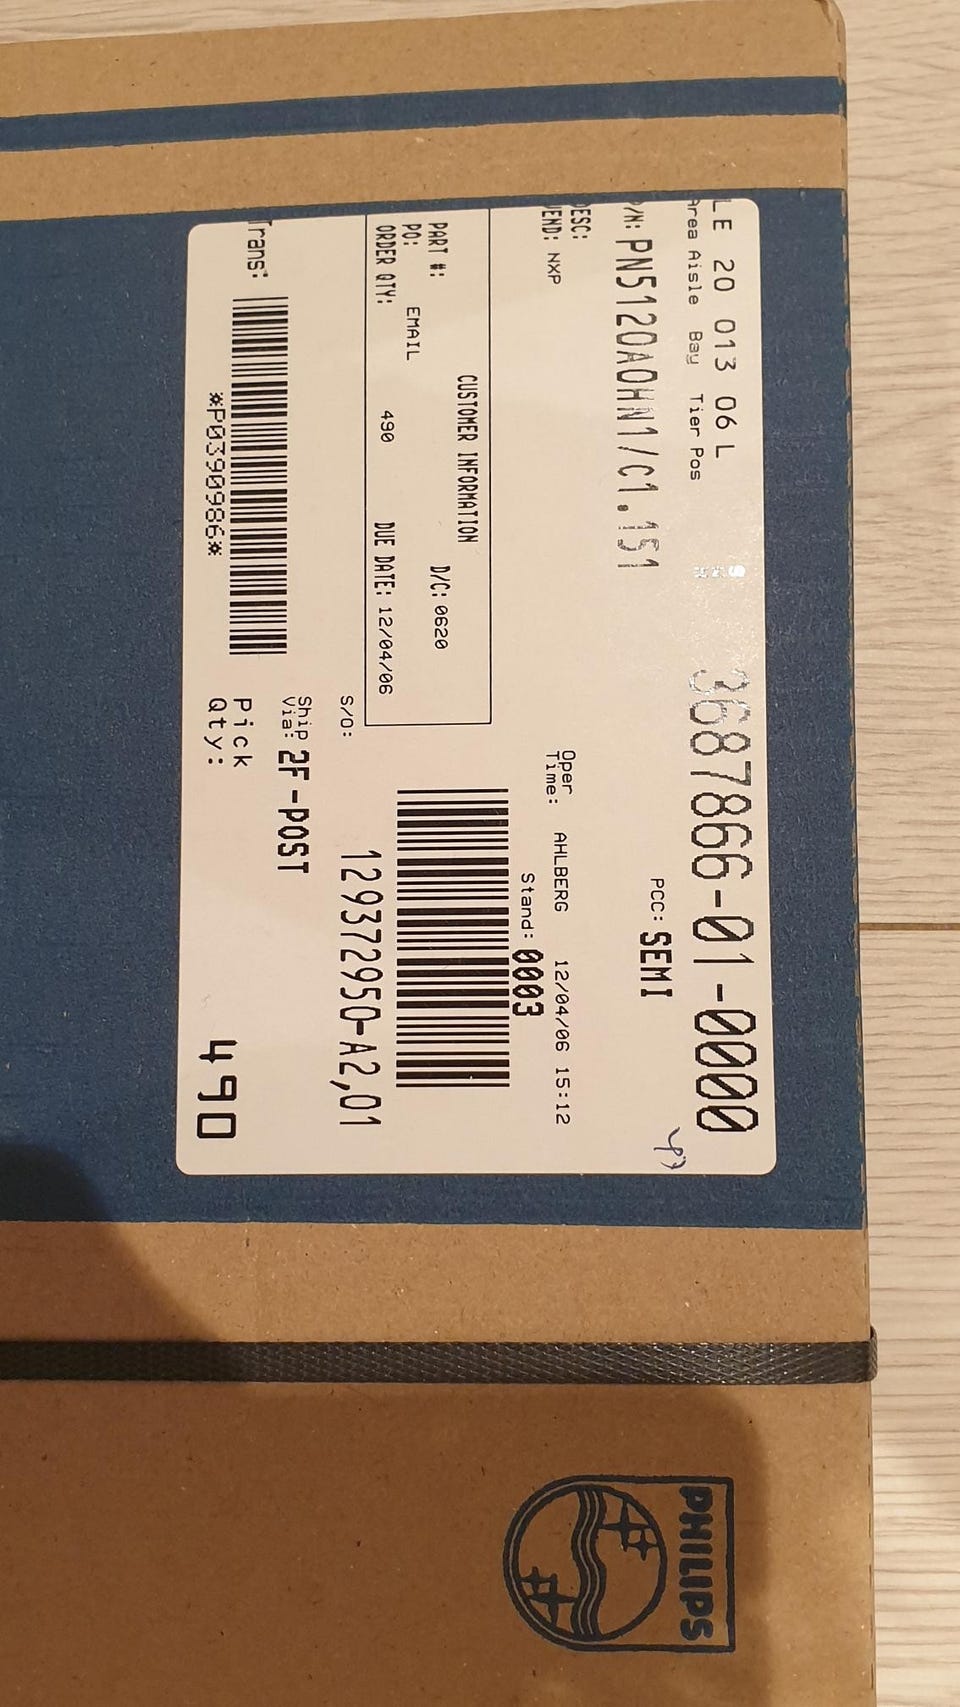 LE 20 013 06 L
Area Aisle Bay Tier Pos
3687866-01-0000
P/N: PN5120A0HN1/C1.151
PCC: SEMI
DESC:
VEND: NXP
Oper Time: AHLBERG 12/04/06 15:12
Stand: 0003
CUSTOMER INFORMATION
PART #: D/C: 0620
PO: EMAIL
ORDER QTY: 490 DUE DATE: 12/04/06
S/O: 129372950-A2,01
Ship Via: 2F-POST
Trans:
*P0390986*
Pick Qty: 490
PHILIPS